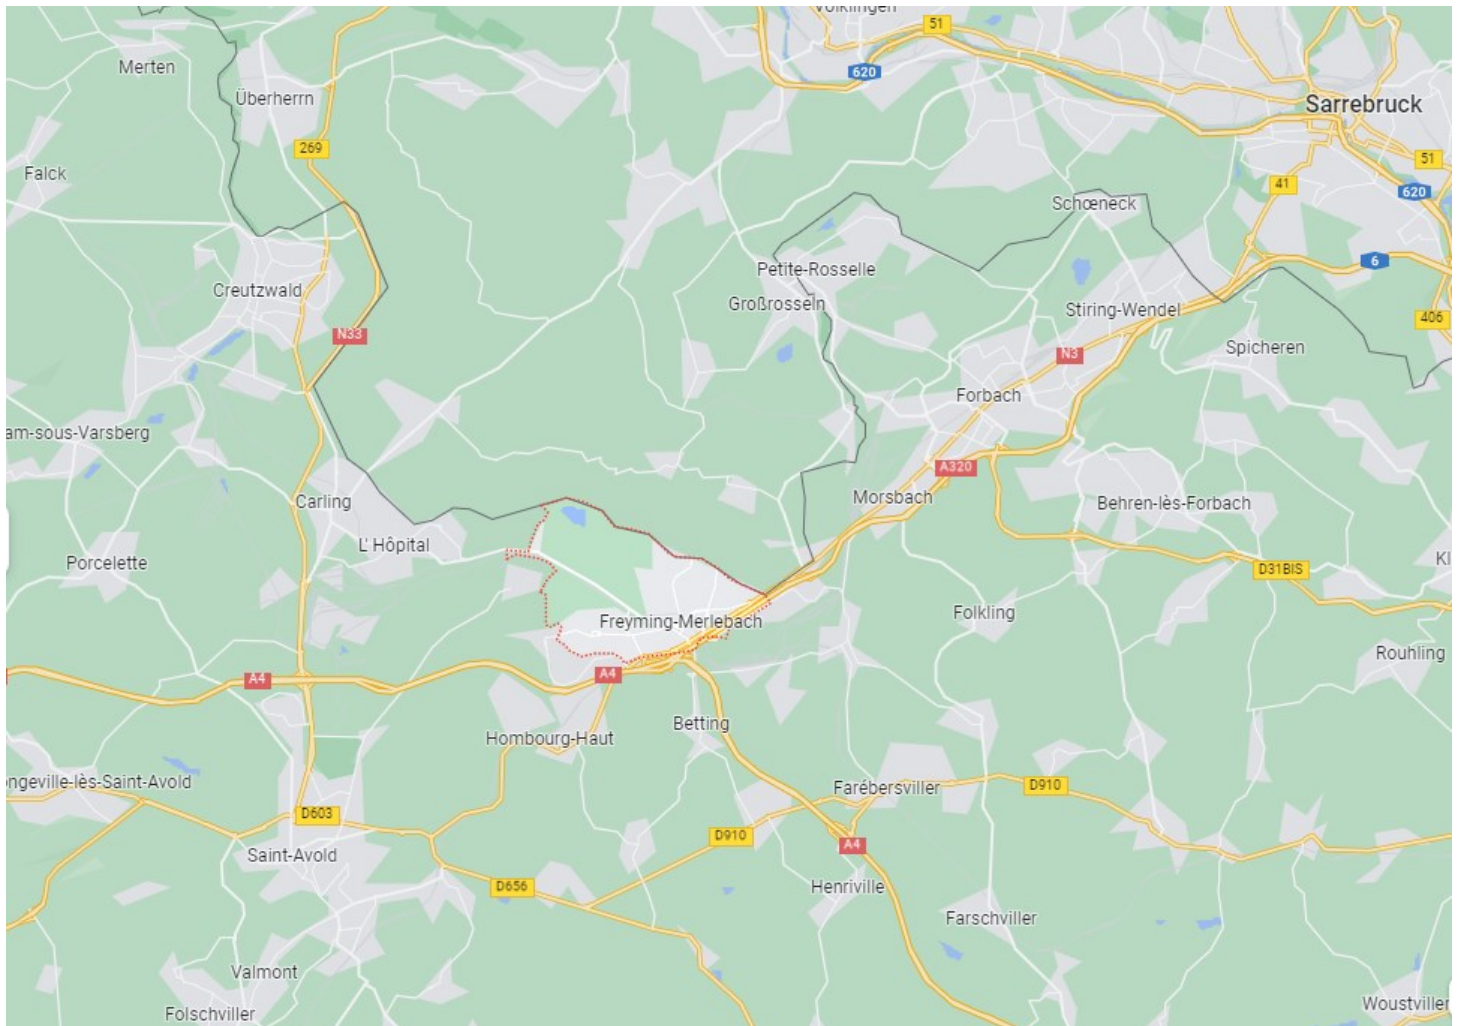 Völklingen
51
620
Merten
Überherrn
Sarrebruck
269
51
Falck
41
620
Schœneck
Petite-Rosselle
6
Creutzwald
Großrosseln
Stiring-Wendel
406
N33
N3
Spicheren
Forbach
am-sous-Varsberg
A320
Carling
Morsbach
Behren-lès-Forbach
L' Hôpital
Porcelette
Kl
D31BIS
Folkling
Freyming-Merlebach
Rouhling
A4
A4
Betting
Hombourg-Haut
ongeville-lès-Saint-Avold
Farébersviller
D910
D603
D910
A4
Saint-Avold
D656
Henriville
Farschviller
Valmont
Woustviller
Folschviller